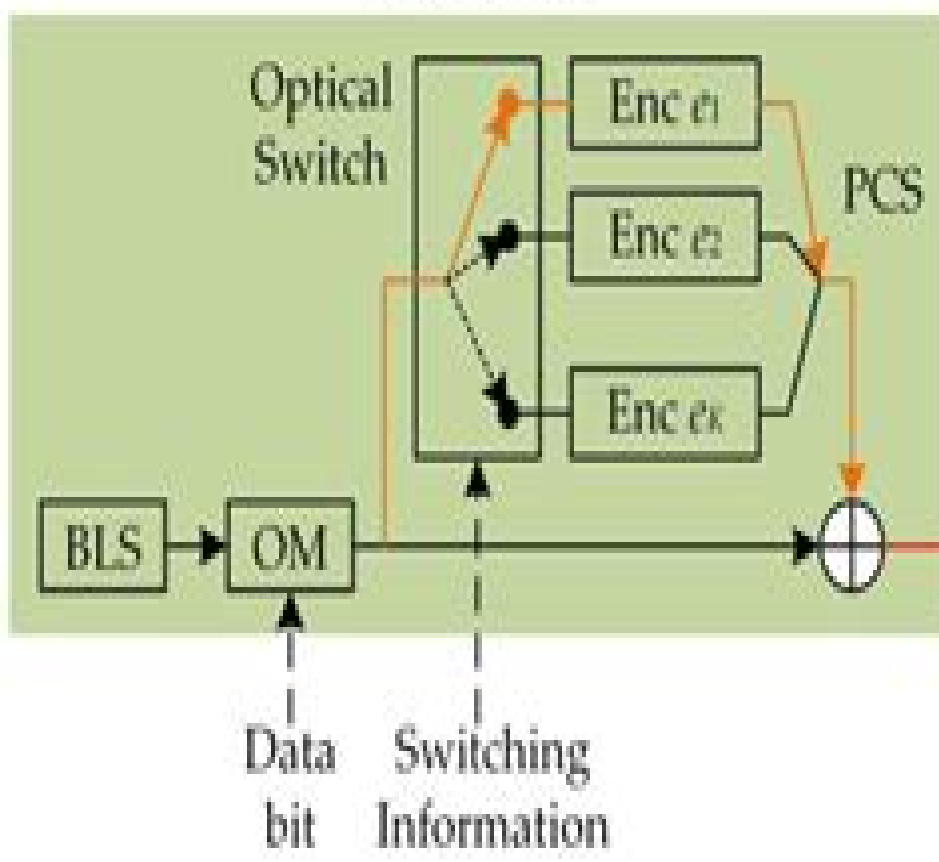 Optical
Switch
Enc e1
PCS
Enc e2
Enc eK
BLS
OM
Data
bit
Switching
Information